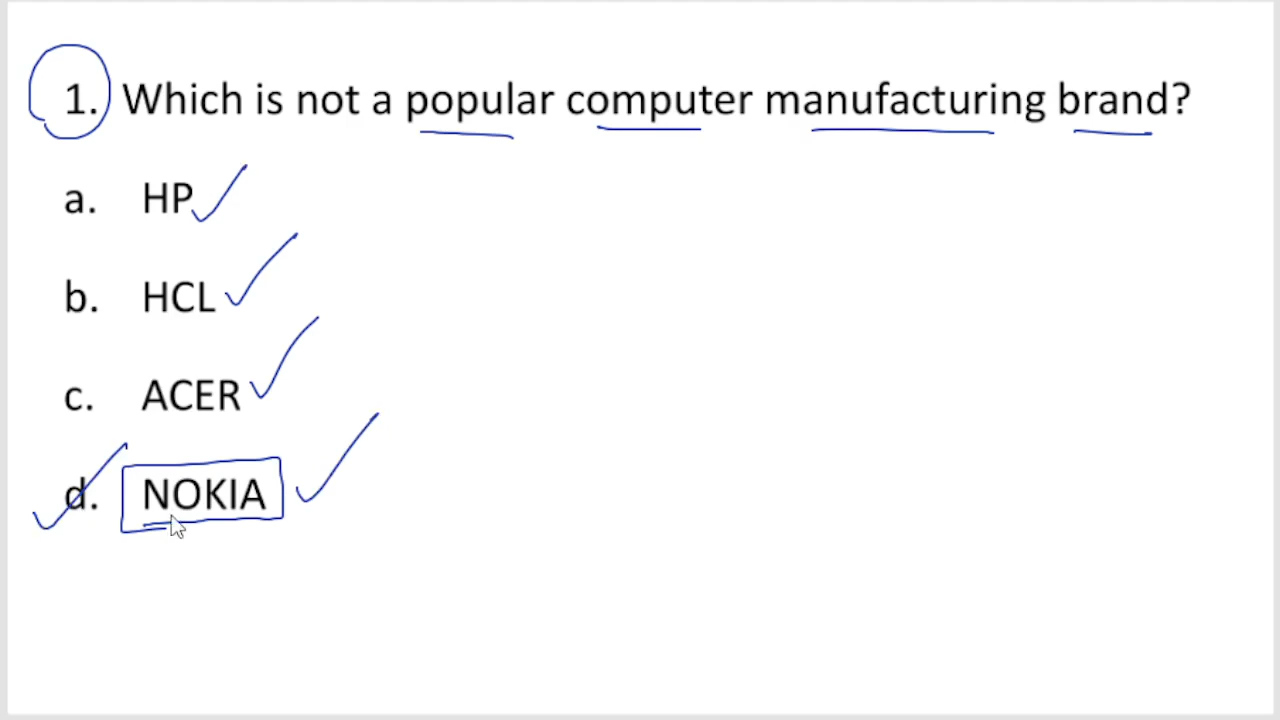 1. Which is not a popular computer manufacturing brand?
a. HP
b. HCL
c. ACER
d. NOKIA